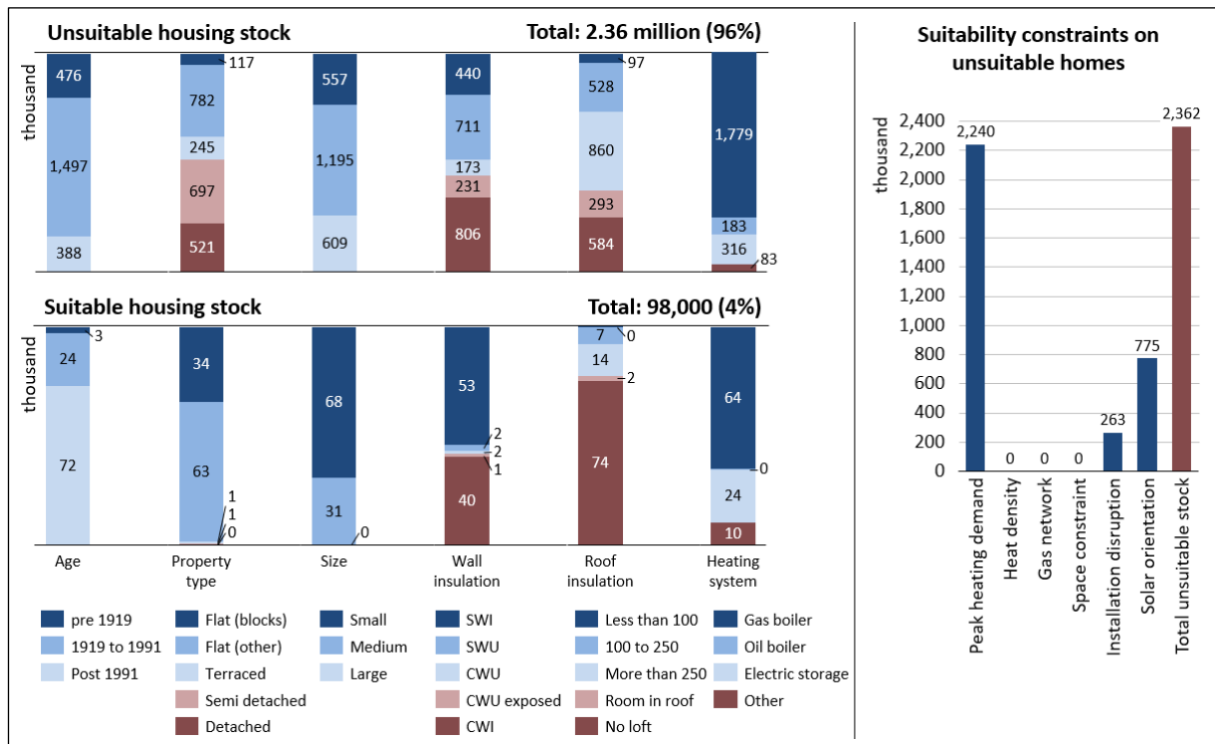 Unsuitable housing stock
Total: 2.36 million (96%)
thousand
476
1,497
388
117
782
245
697
521
557
1,195
609
440
711
173
231
806
97
528
860
293
584
1,779
183
316
83
Suitable housing stock
Total: 98,000 (4%)
thousand
3
24
72
34
63
1
1
0
68
31
0
53
2
2
1
40
0
7
14
2
74
64
0
24
10
Age
Property
type
Size
Wall
insulation
Roof
insulation
Heating
system
pre 1919
1919 to 1991
Post 1991
Flat (blocks)
Flat (other)
Terraced
Semi detached
Detached
Small
Medium
Large
SWI
SWU
CWU
CWU exposed
CWI
Less than 100
100 to 250
More than 250
Room in roof
No loft
Gas boiler
Oil boiler
Electric storage
Other
Suitability constraints on
unsuitable homes
thousand
2,400
2,200
2,000
1,800
1,600
1,400
1,200
1,000
800
600
400
200
0
2,240
0
0
0
263
775
2,362
Peak heating demand
Heat density
Gas network
Space constraint
Installation disruption
Solar orientation
Total unsuitable stock